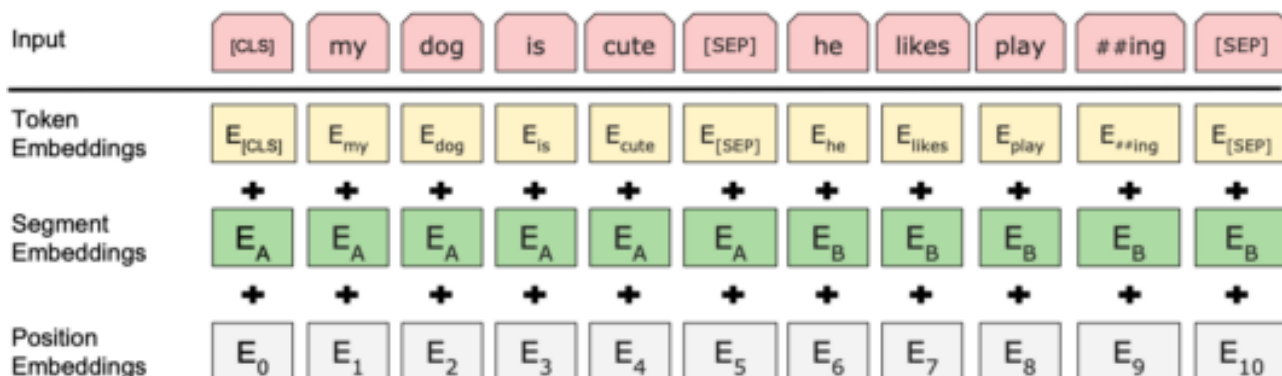 Input [CLS] my dog is cute [SEP] he likes play ##ing [SEP]
Token
Embeddings E[CLS] Emy Edog Eis Ecute E[SEP] Ehe Elikes Eplay E##ing E[SEP]
+ + + + + + + + + + +
Segment
Embeddings EA EA EA EA EA EA EB EB EB EB EB
+ + + + + + + + + + +
Position
Embeddings E0 E1 E2 E3 E4 E5 E6 E7 E8 E9 E10